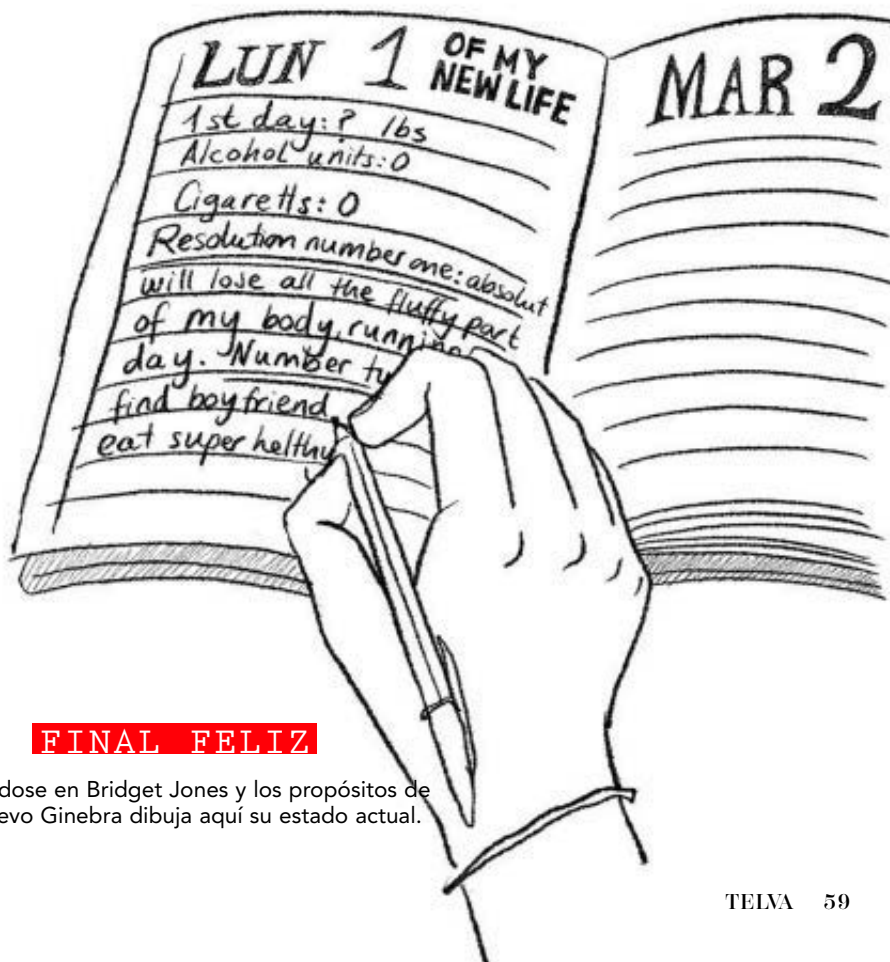 LUN 1 OF MY
NEW LIFE
1st day: ? lbs
Alcohol units: 0
Cigaretts: 0
Resolution number one: absolut
will lose all the fluffy part
of my body, running
day. Number
find boyfriend
eat super helthy
MAR 2
FINAL FELIZ
dose en Bridget Jones y los propósitos de
evo Ginebra dibuja aquí su estado actual.
TELVA 59